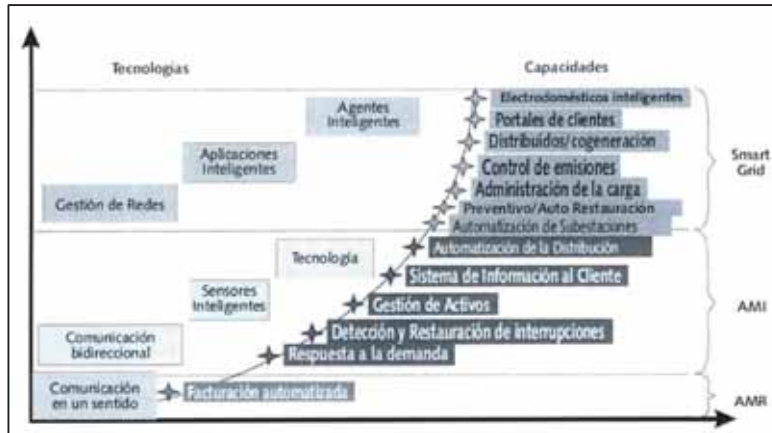 Tecnologías
Capacidades
Agentes
Inteligentes
Aplicaciones
Inteligentes
Gestión de Redes
Electrodomésticos Inteligentes
Portales de clientes
Distribuidos/cogeneración
Control de emisiones
Administración de la carga
Preventivo/Auto Restauración
Automatización de Subestaciones
Smart
Grid
Tecnología
Sensores
Inteligentes
Comunicación
bidireccional
Automatización de la Distribución
Sistema de Información al Cliente
Gestión de Activos
Detección y Restauración de interrupciones
Respuesta a la demanda
AMI
Comunicación
en un sentido
Facturación automatizada
AMR